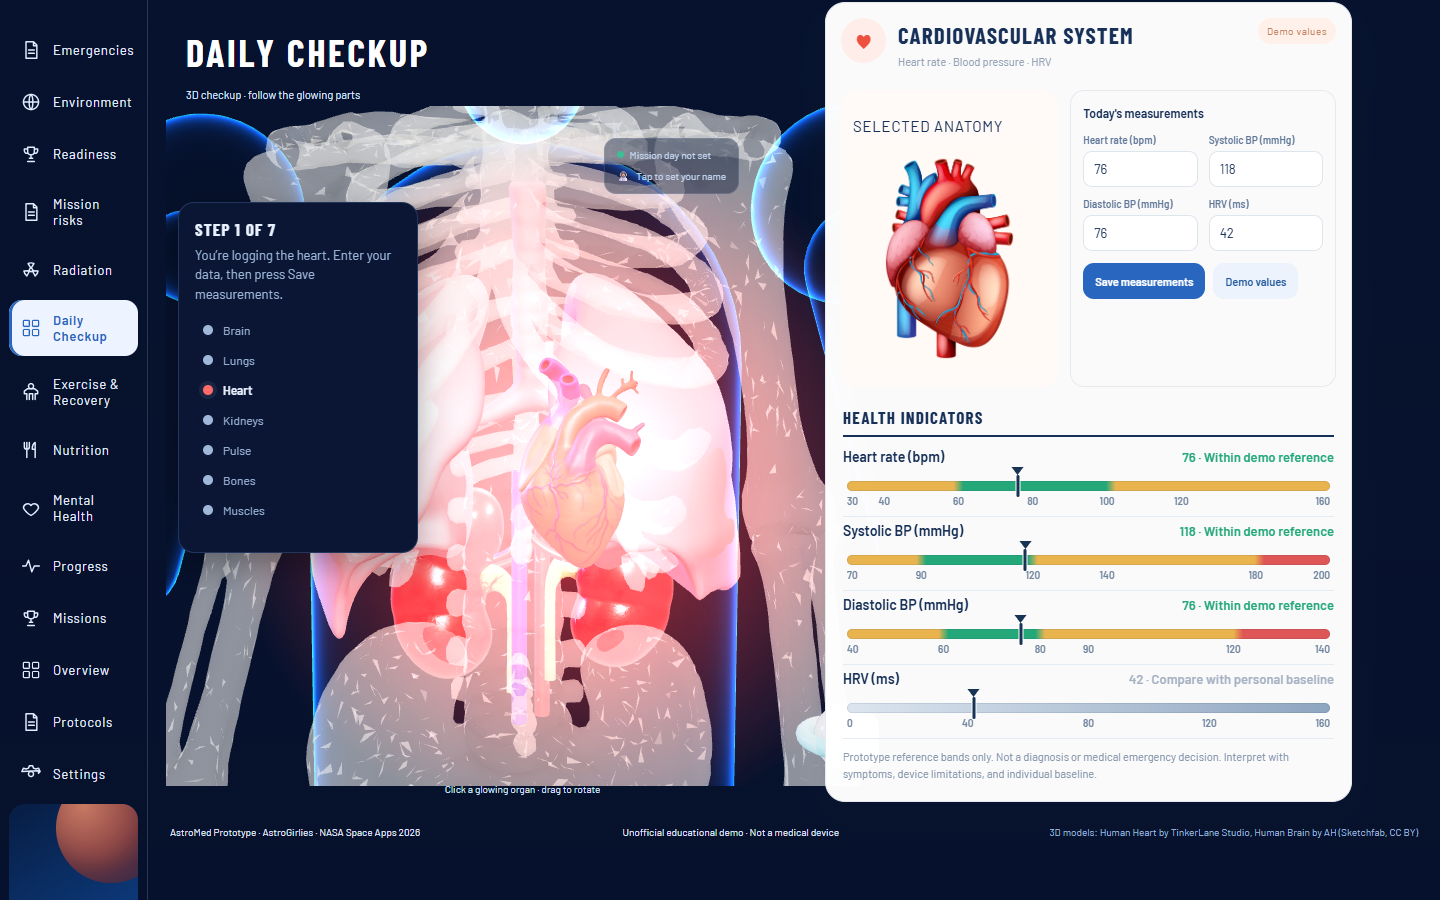 Emergencies
Environment
Readiness
Mission
risks
Radiation
Daily
Checkup
Exercise &
Recovery
Nutrition
Mental
Health
Progress
Missions
Overview
Protocols
Settings
DAILY CHECKUP
3D checkup · follow the glowing parts
Mission day not set
Tap to set your name
STEP 1 OF 7
You're logging the heart. Enter your
data, then press Save
measurements.
Brain
Lungs
Heart
Kidneys
Pulse
Bones
Muscles
Click a glowing organ · drag to rotate
CARDIOVASCULAR SYSTEM
Heart rate · Blood pressure · HRV
Demo values
SELECTED ANATOMY
Today's measurements
Heart rate (bpm) Systolic BP (mmHg)
76 118
Diastolic BP (mmHg) HRV (ms)
76 42
Save measurements Demo values
HEALTH INDICATORS
Heart rate (bpm) 76 · Within demo reference
30 40 60 80 100 120 160
Systolic BP (mmHg) 118 · Within demo reference
70 90 120 140 180 200
Diastolic BP (mmHg) 76 · Within demo reference
40 60 80 90 120 140
HRV (ms) 42 · Compare with personal baseline
0 40 80 120 160
Prototype reference bands only. Not a diagnosis or medical emergency decision. Interpret with
symptoms, device limitations, and individual baseline.
AstroMed Prototype · AstroGirlies · NASA Space Apps 2026
Unofficial educational demo · Not a medical device
3D models: Human Heart by TinkerLane Studio, Human Brain by AH (Sketchfab, CC BY)